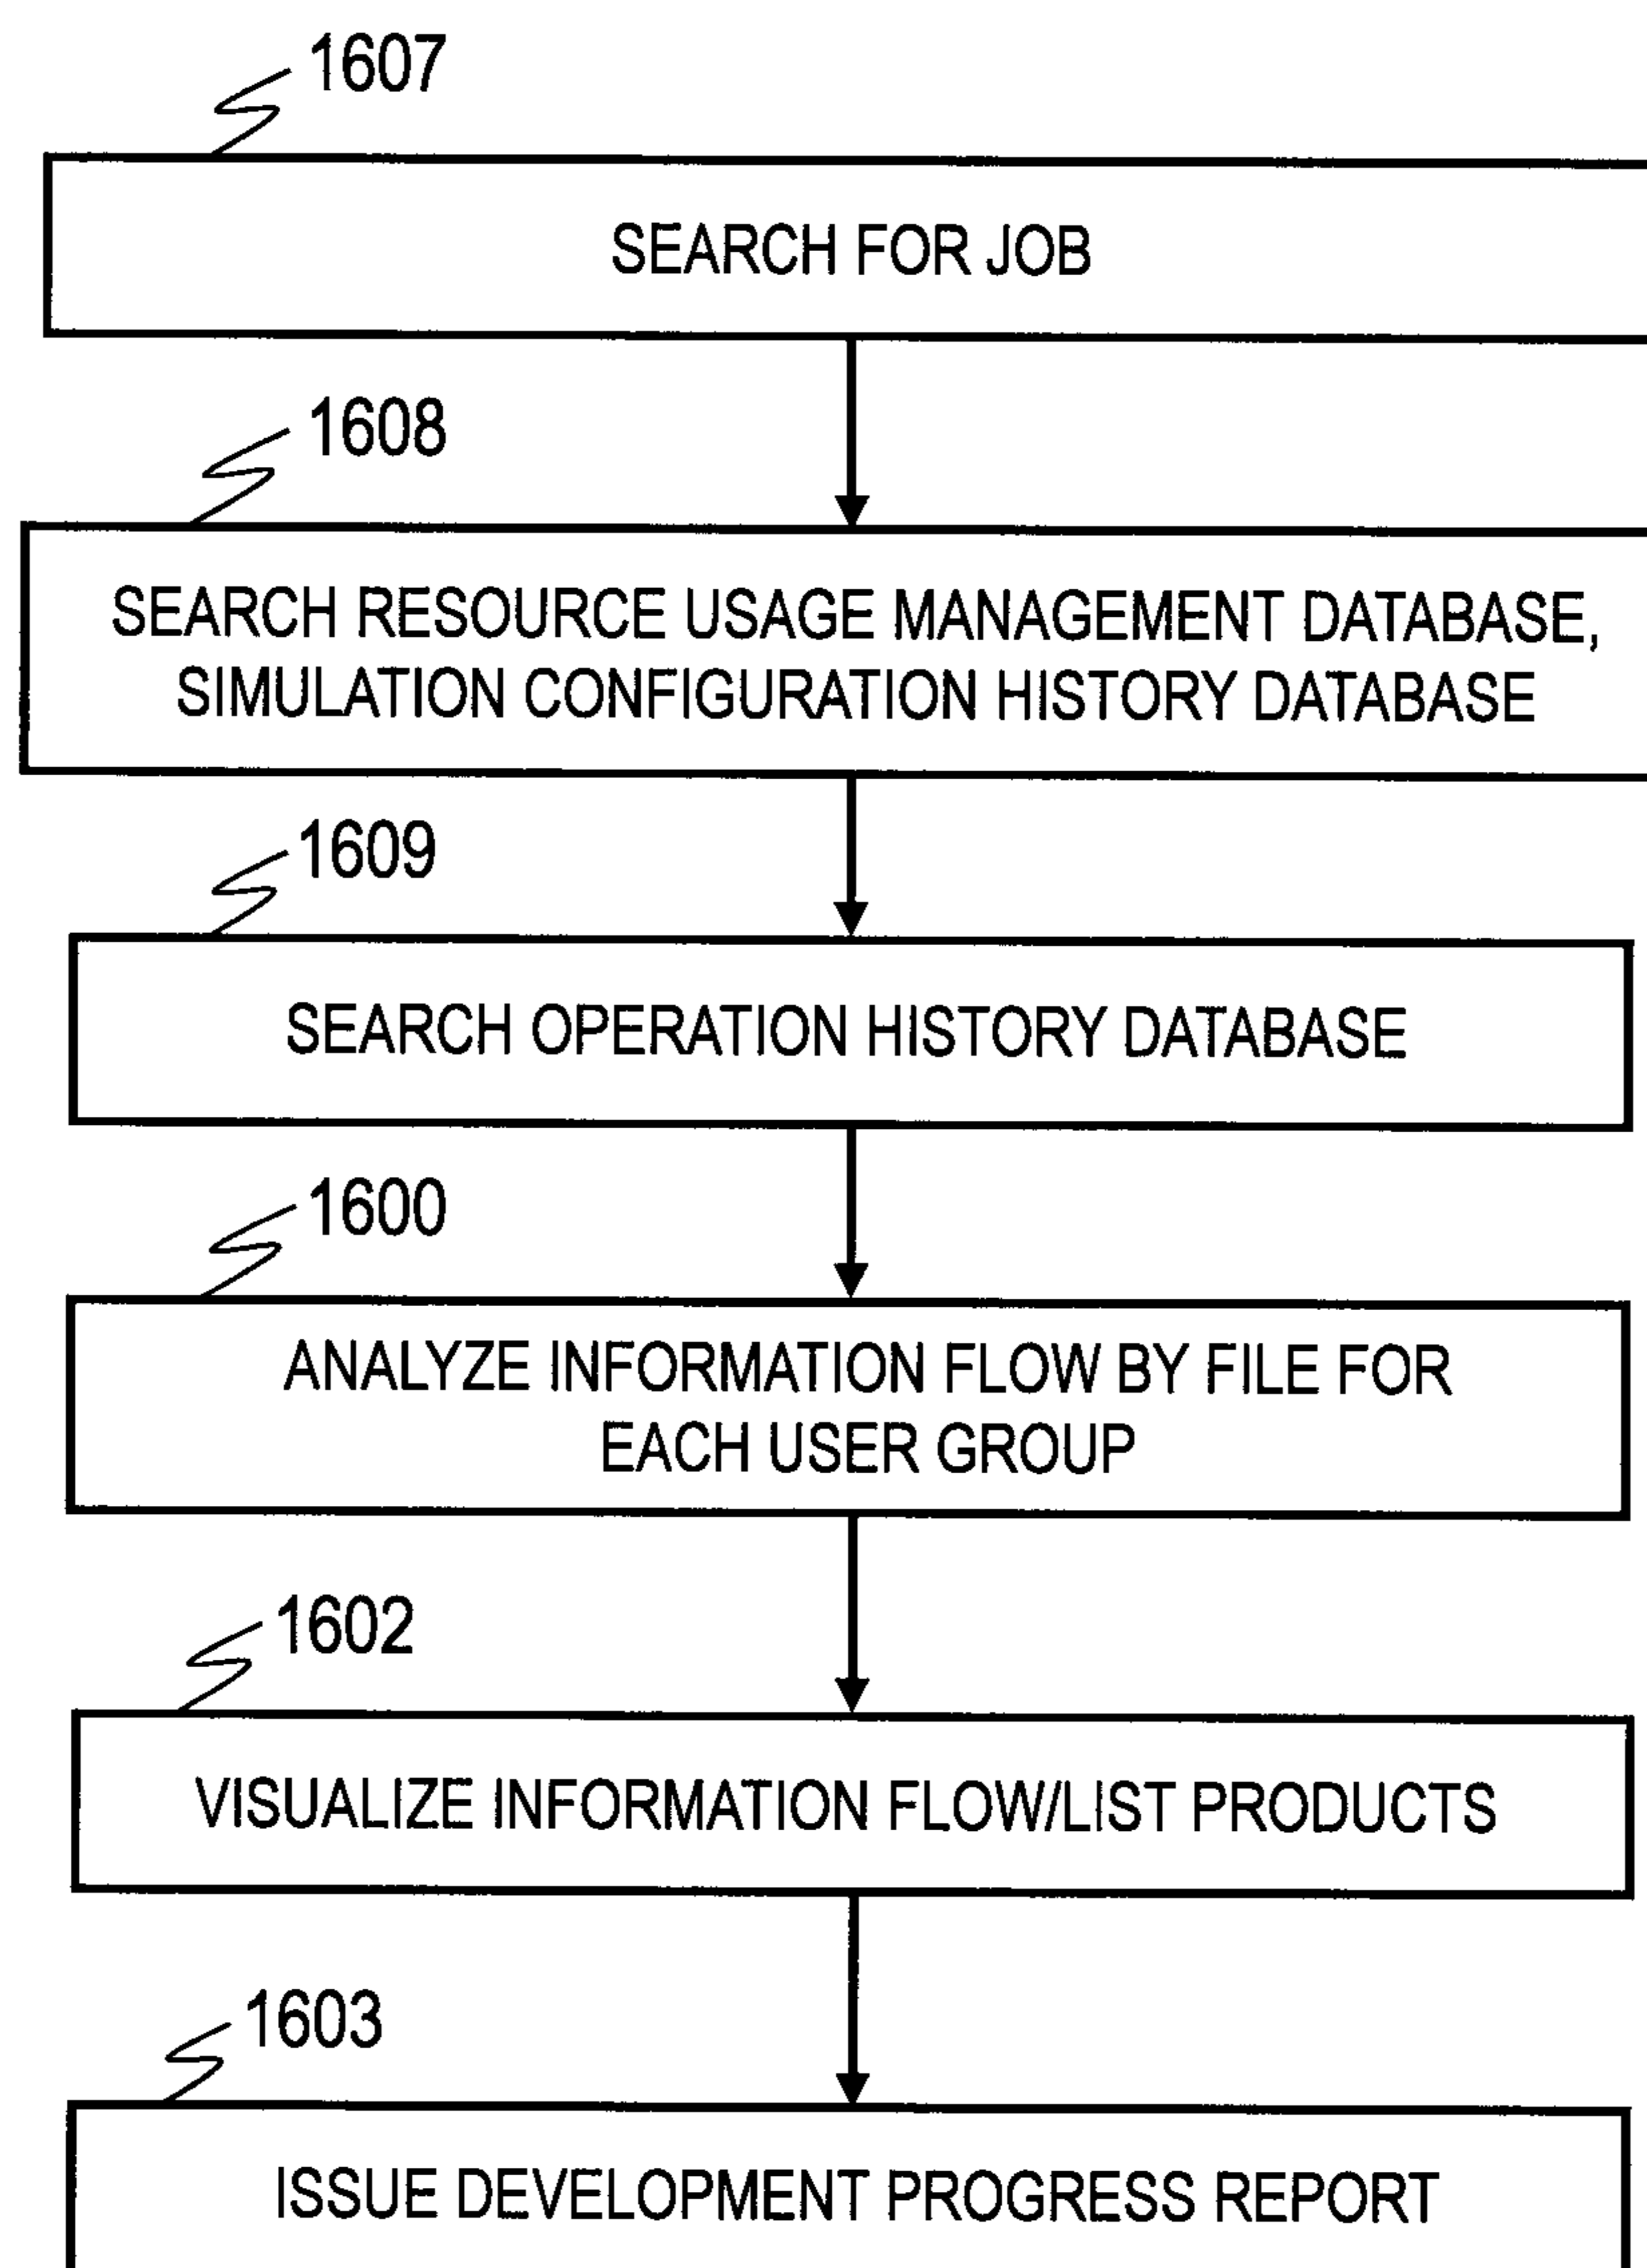 1607
SEARCH FOR JOB
1608
SEARCH RESOURCE USAGE MANAGEMENT DATABASE,
SIMULATION CONFIGURATION HISTORY DATABASE
1609
SEARCH OPERATION HISTORY DATABASE
1600
ANALYZE INFORMATION FLOW BY FILE FOR
EACH USER GROUP
1602
VISUALIZE INFORMATION FLOW/LIST PRODUCTS
1603
ISSUE DEVELOPMENT PROGRESS REPORT